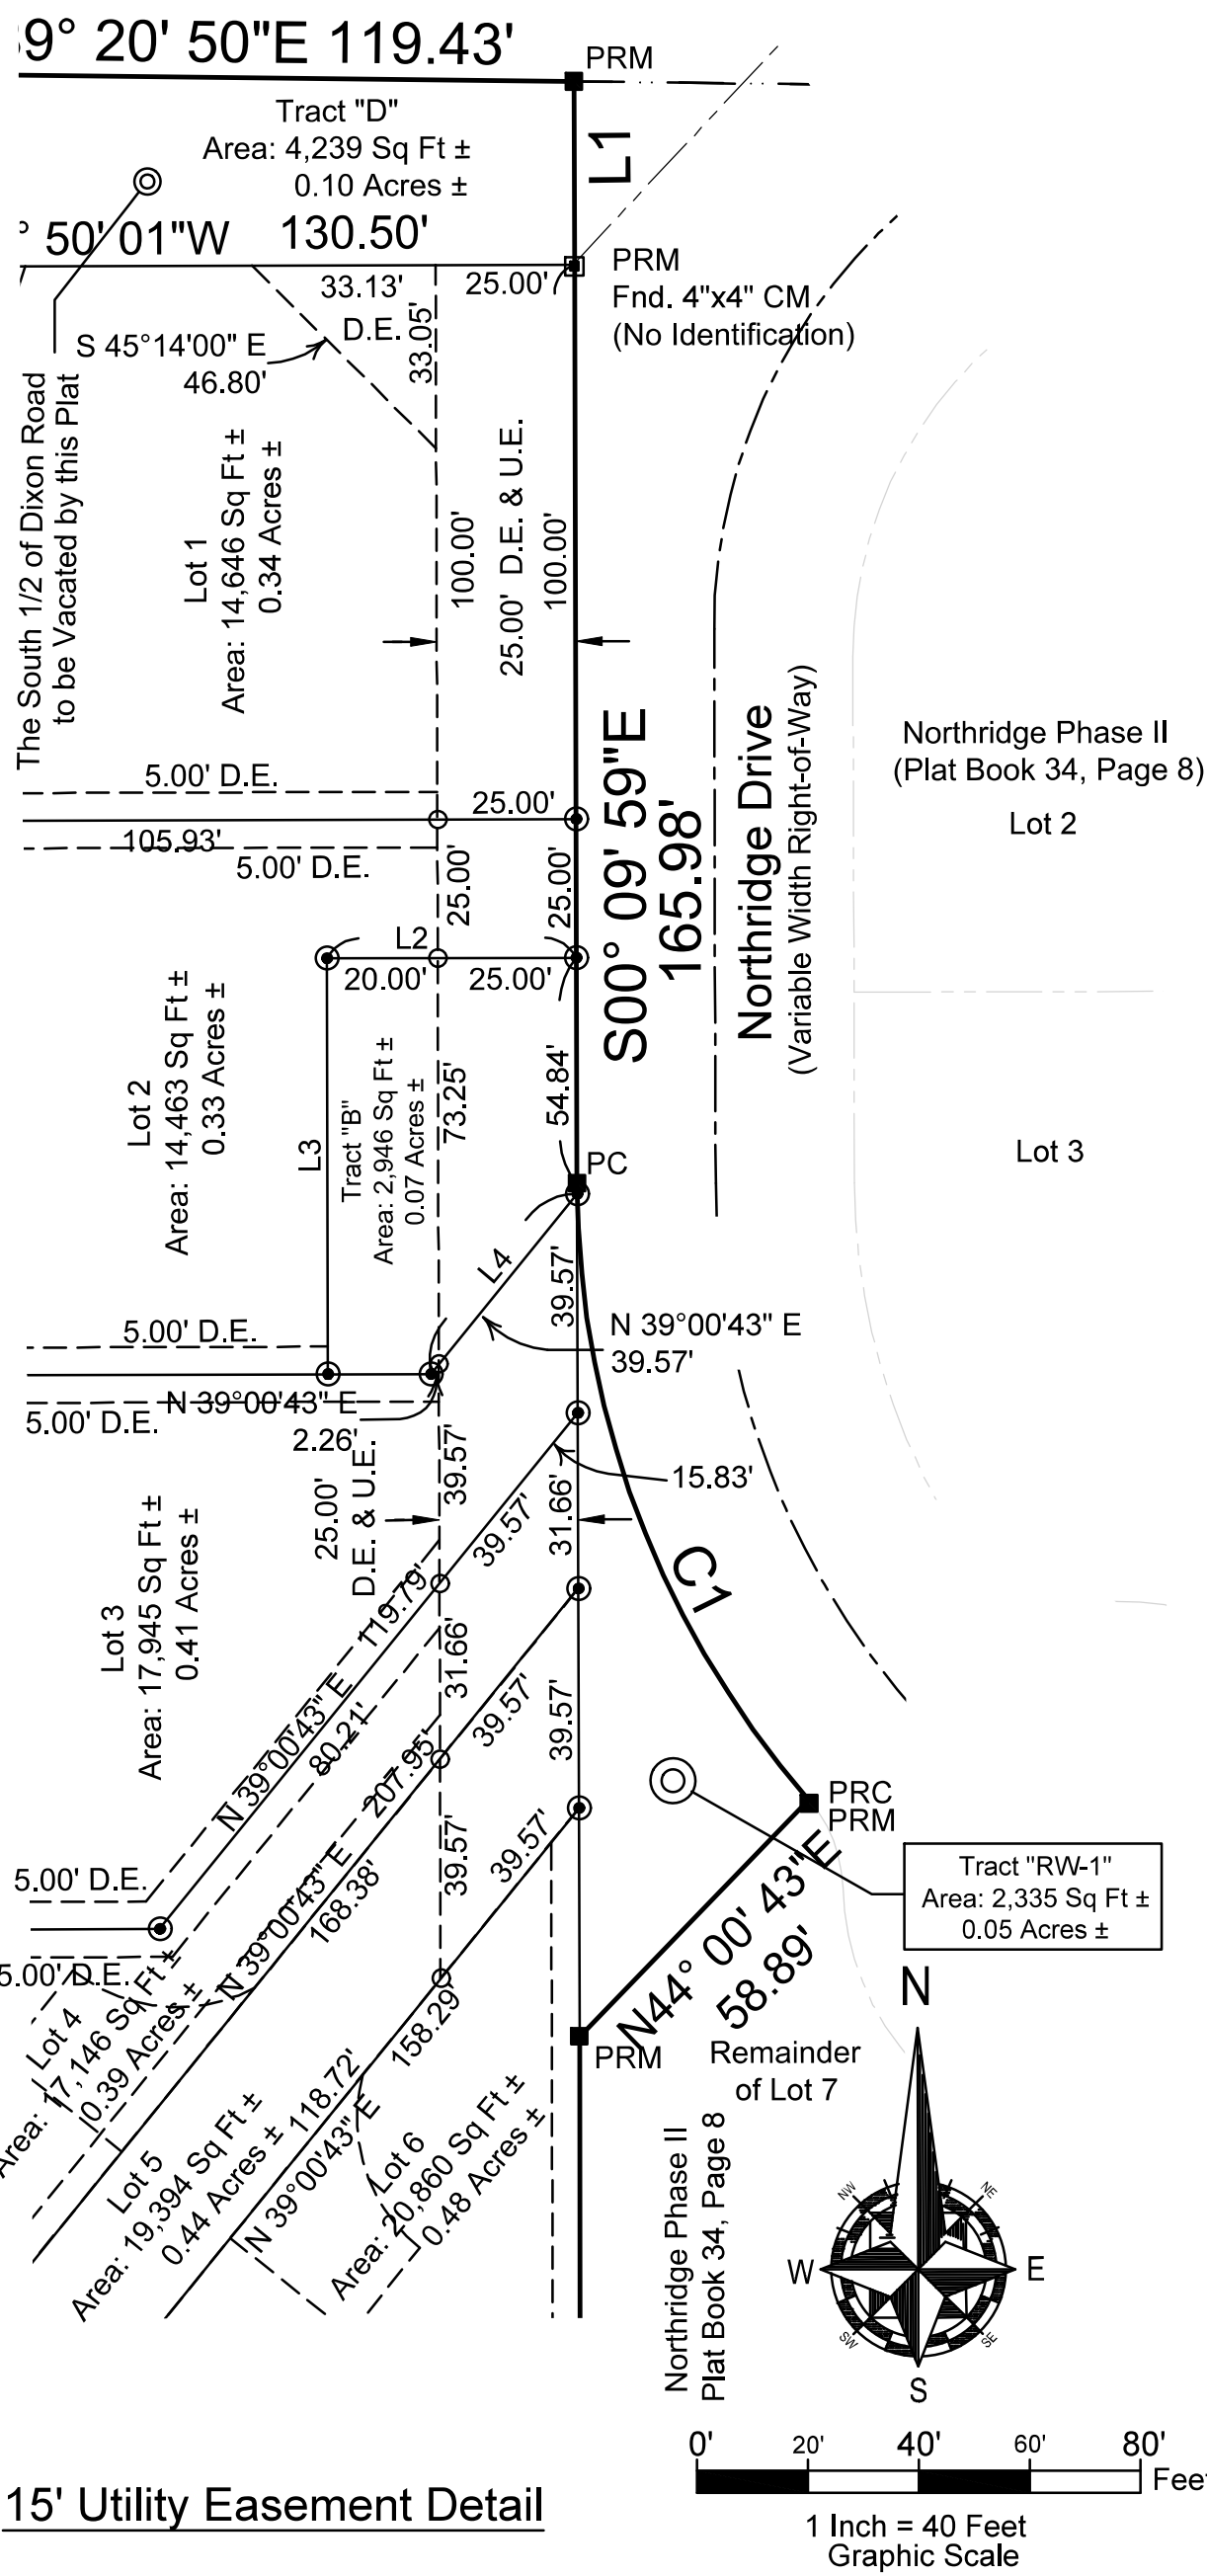 9° 20' 50"E 119.43'
PRM
Tract "D"
Area: 4,239 Sq Ft ±
0.10 Acres ±
L1
° 50' 01"W 130.50'
PRM
Fnd. 4"x4" CM
(No Identification)
33.13'
25.00'
D.E.
33.05'
S 45°14'00" E
46.80'
The South 1/2 of Dixon Road
to be Vacated by this Plat
Lot 1
Area: 14,646 Sq Ft ±
0.34 Acres ±
100.00'
25.00' D.E. & U.E.
100.00'
S00° 09' 59"E
165.98'
Northridge Drive
(Variable Width Right-of-Way)
Northridge Phase II
(Plat Book 34, Page 8)
Lot 2
Lot 3
5.00' D.E.
25.00'
105.93'
5.00' D.E.
25.00'
25.00'
L2
20.00'
25.00'
Lot 2
Area: 14,463 Sq Ft ±
0.33 Acres ±
L3
Tract "B"
Area: 2,946 Sq Ft ±
0.07 Acres ±
73.25'
54.84'
PC
L4
39.57'
N 39°00'43" E
39.57'
5.00' D.E.
N 39°00'43" E
2.26'
5.00' D.E.
25.00'
D.E. & U.E.
39.57'
15.83'
39.57'
31.66'
C1
Lot 3
Area: 17,945 Sq Ft ±
0.41 Acres ±
119.79'
N 39°00'43" E
80.21'
31.66'
39.57'
39.57'
207.95'
N 39°00'43" E
168.38'
39.57'
39.57'
PRC
PRM
Tract "RW-1"
Area: 2,335 Sq Ft ±
0.05 Acres ±
5.00' D.E.
5.00' D.E.
N44° 00' 43"E
58.89'
Lot 4
Area: 17,146 Sq Ft ±
0.39 Acres ±
158.29'
PRM
Remainder
of Lot 7
Lot 5
Area: 19,394 Sq Ft ±
0.44 Acres ±
118.72'
N 39°00'43" E
Lot 6
Area: 20,860 Sq Ft ±
0.48 Acres ±
Northridge Phase II
Plat Book 34, Page 8
N
NW
NE
W
E
SW
SE
S
0' 20' 40' 60' 80'
Feet
1 Inch = 40 Feet
Graphic Scale
15' Utility Easement Detail